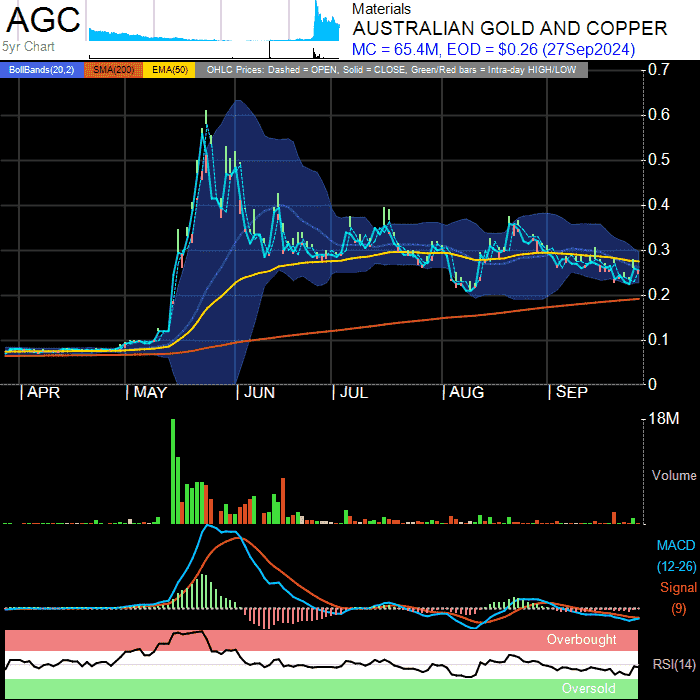 AGC
5yr Chart
Materials
AUSTRALIAN GOLD AND COPPER
MC = 65.4M, EOD = $0.26 (27Sep2024)
BollBands(20,2) SMA(200) EMA(50) OHLC Prices: Dashed = OPEN, Solid = CLOSE, Green/Red bars = Intra-day HIGH/LOW
0.7
0.6
0.5
0.4
0.3
0.2
0.1
0
APR MAY JUN JUL AUG SEP
18M
Volume
MACD
(12-26)
Signal
(9)
Overbought
RSI(14)
Oversold